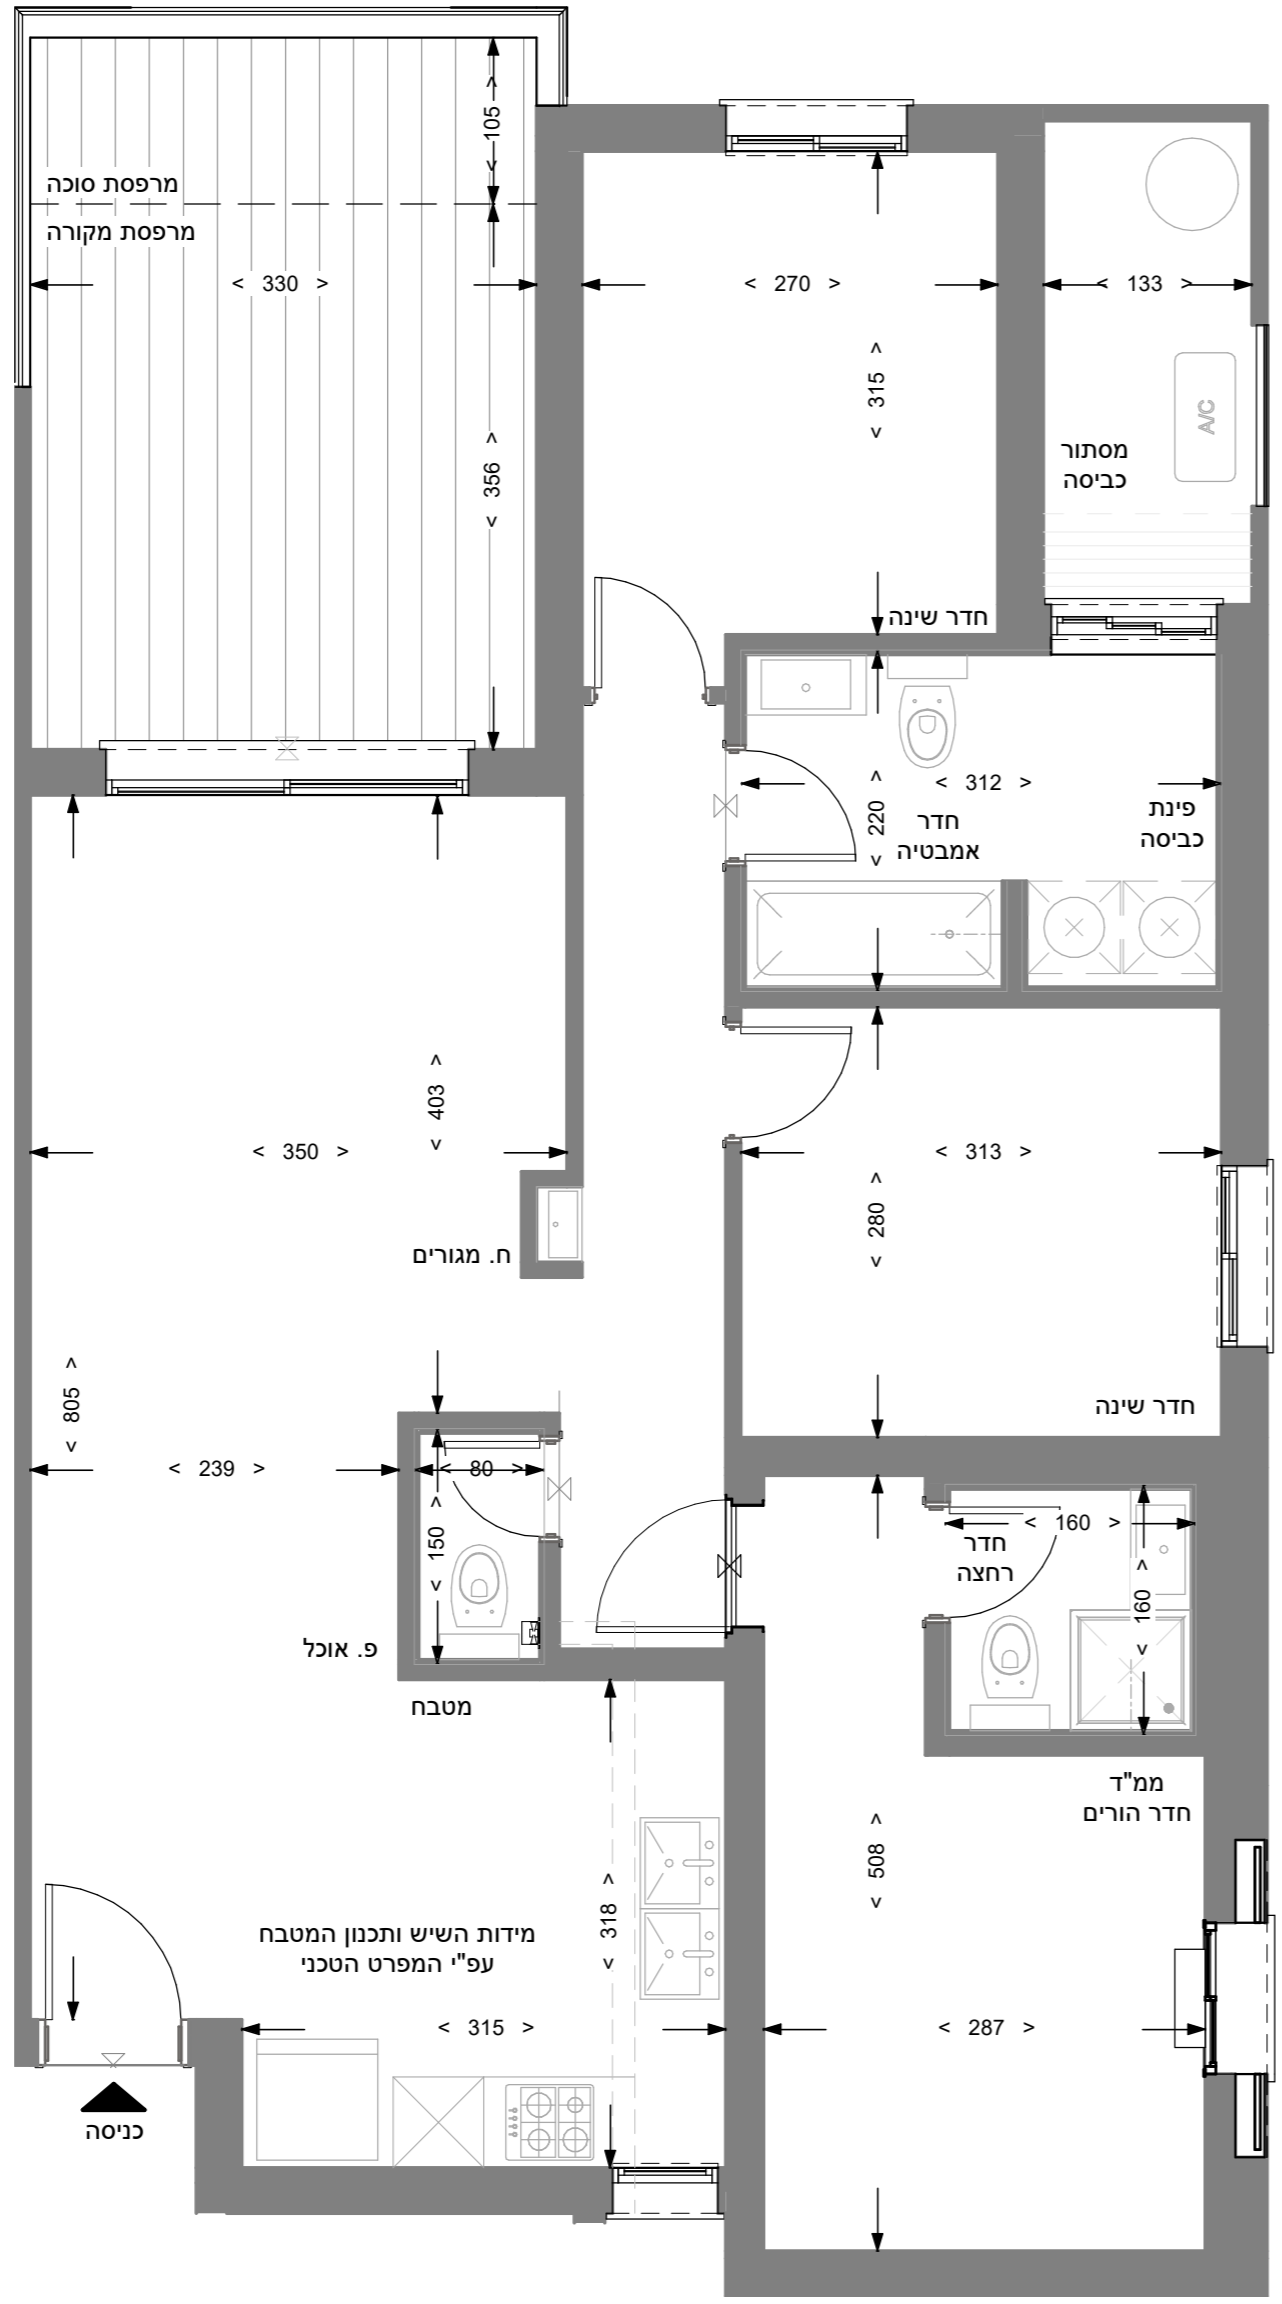 105
מרפסת סוכה
מרפסת מקורה
< 330 >
< 270 >
< 133 >
< 315 >
A/C
מסתור
כביסה
< 356 >
חדר שינה
< 312 >
< 220 >
חדר
אמבטיה
פינת
כביסה
< 403 >
< 350 >
< 313 >
< 280 >
ח. מגורים
< 805 >
חדר שינה
< 239 >
< 80 >
< 150 >
< 160 >
חדר
רחצה
< 160 >
פ. אוכל
מטבח
ממ"ד
חדר הורים
< 508 >
< 318 >
מידות השיש ותכנון המטבח
עפ"י המפרט הטכני
< 315 >
< 287 >
כניסה